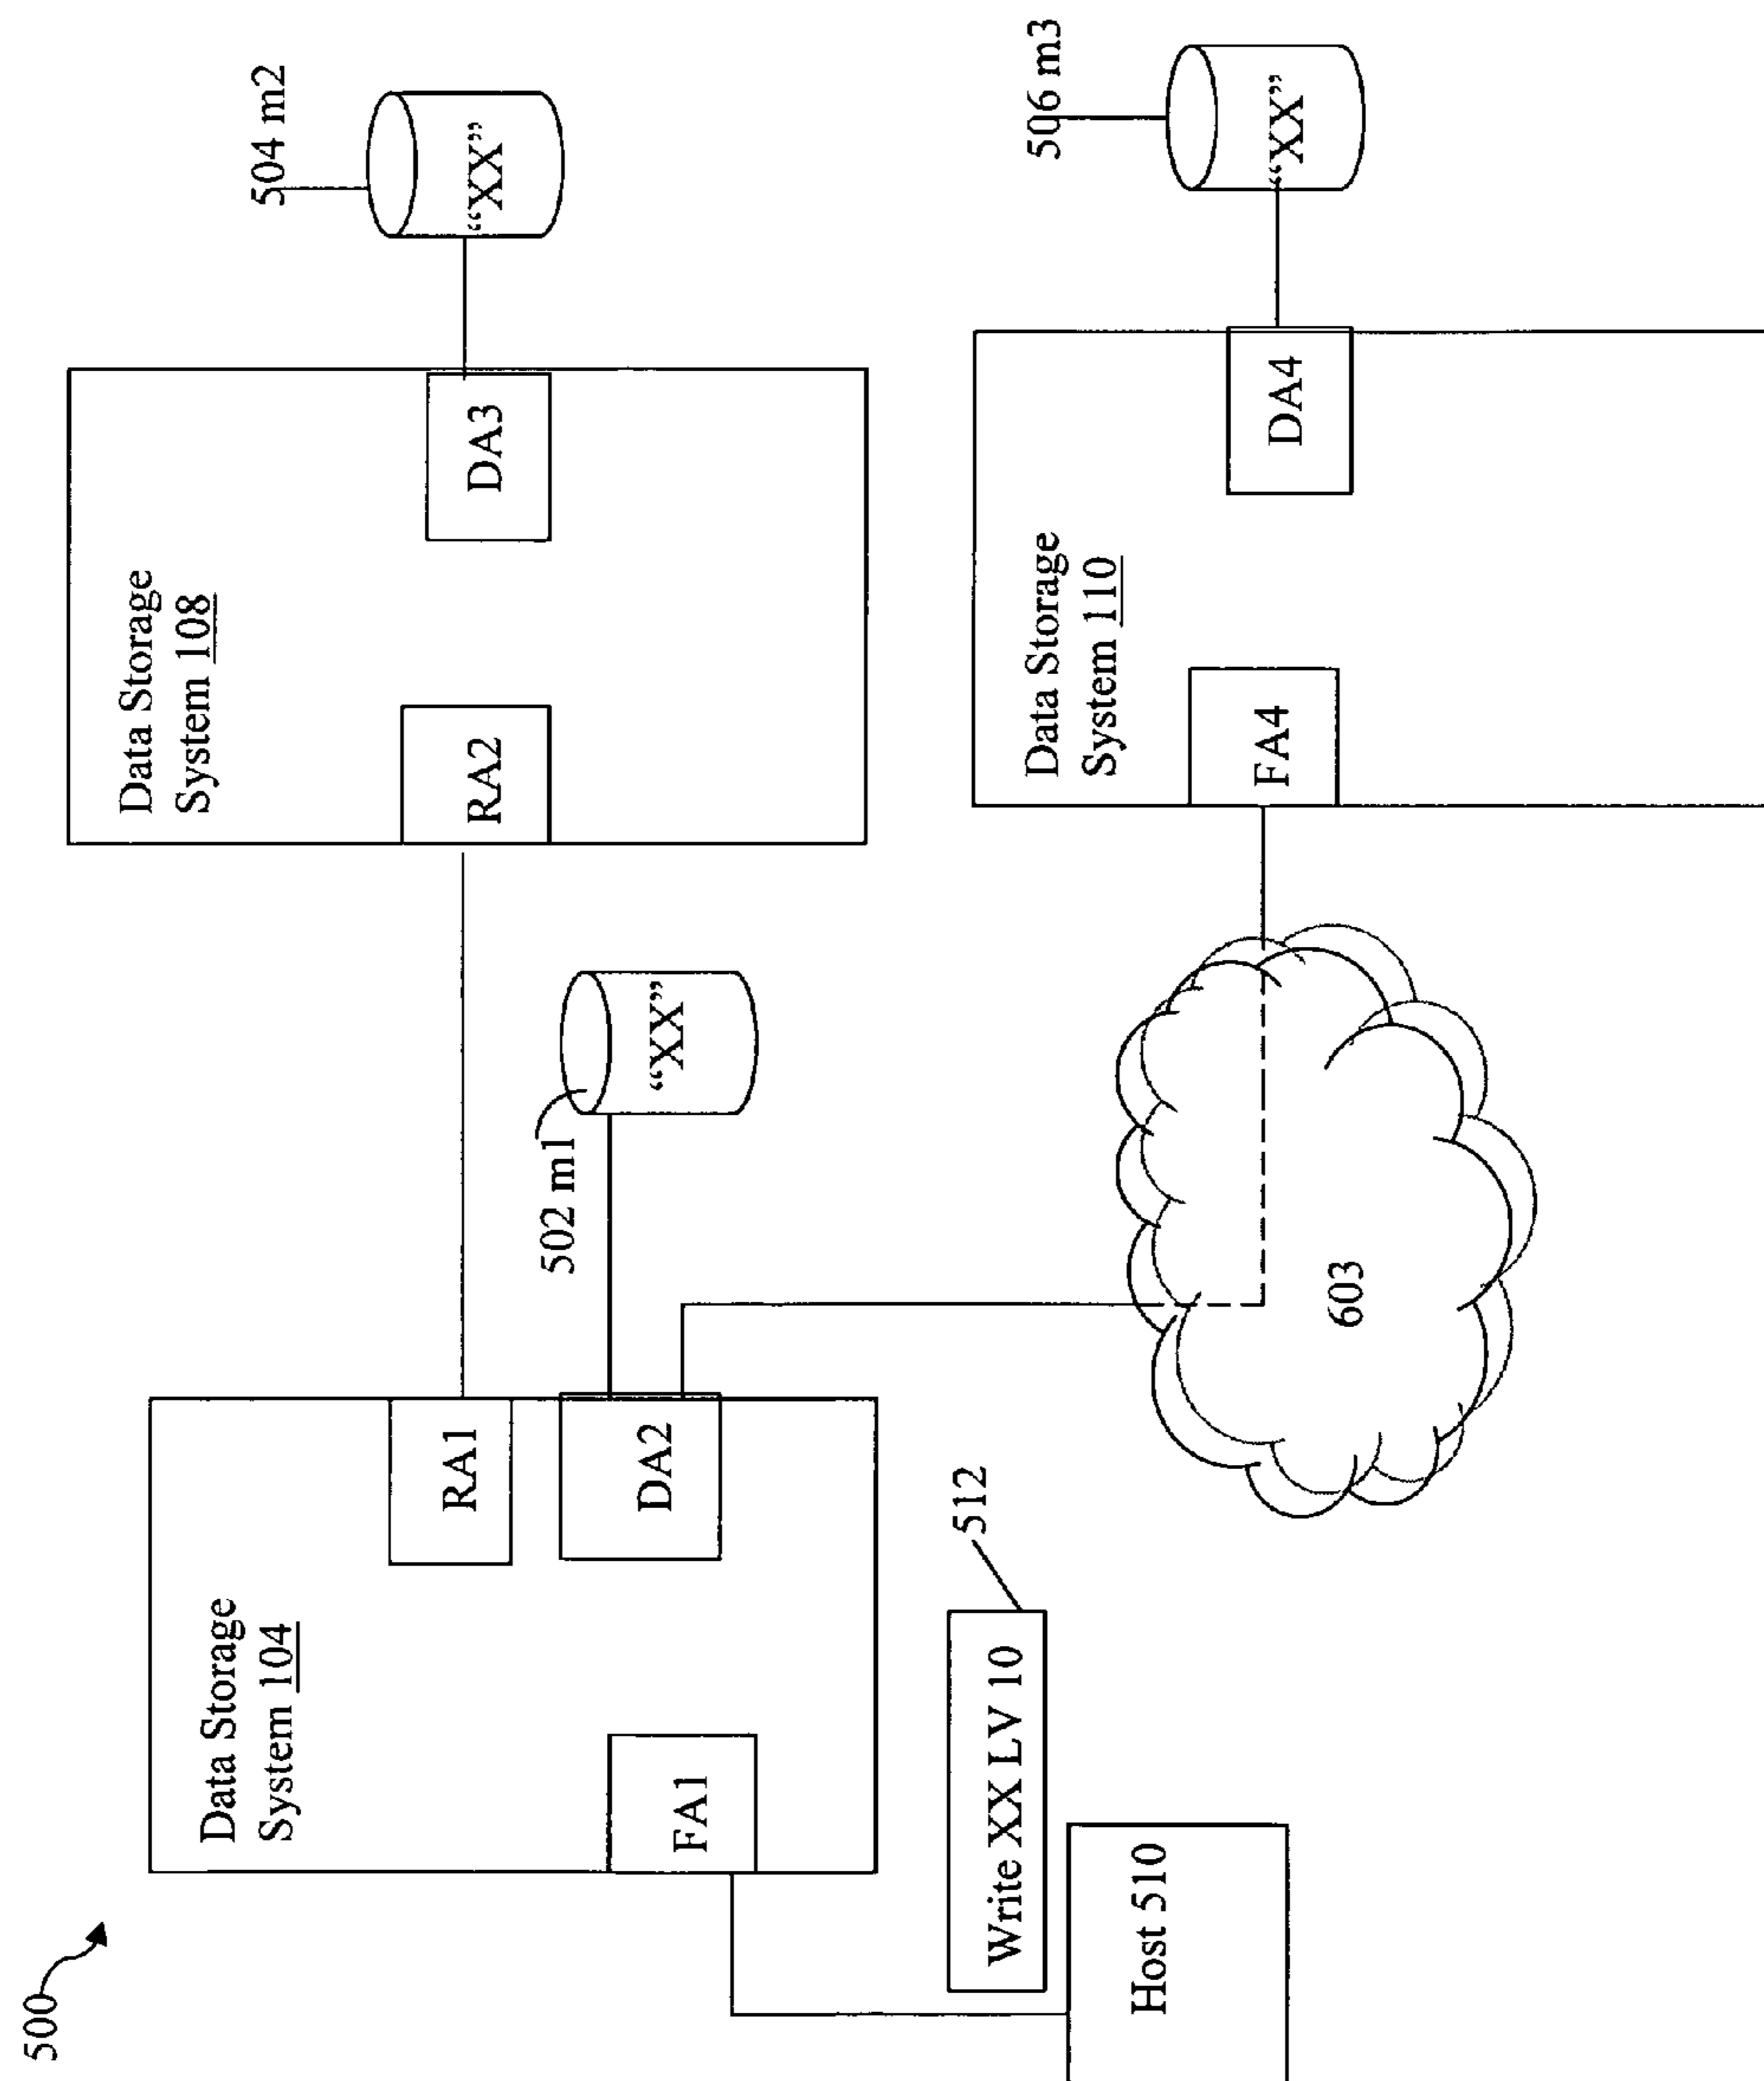 500
Data Storage
System 104
RA1
DA2
FA1
502 m1
“XX”
Data Storage
System 108
RA2
DA3
504 m2
“XX”
Write XX LV 10
512
Host 510
603
Data Storage
System 110
FA4
DA4
506 m3
“XX”